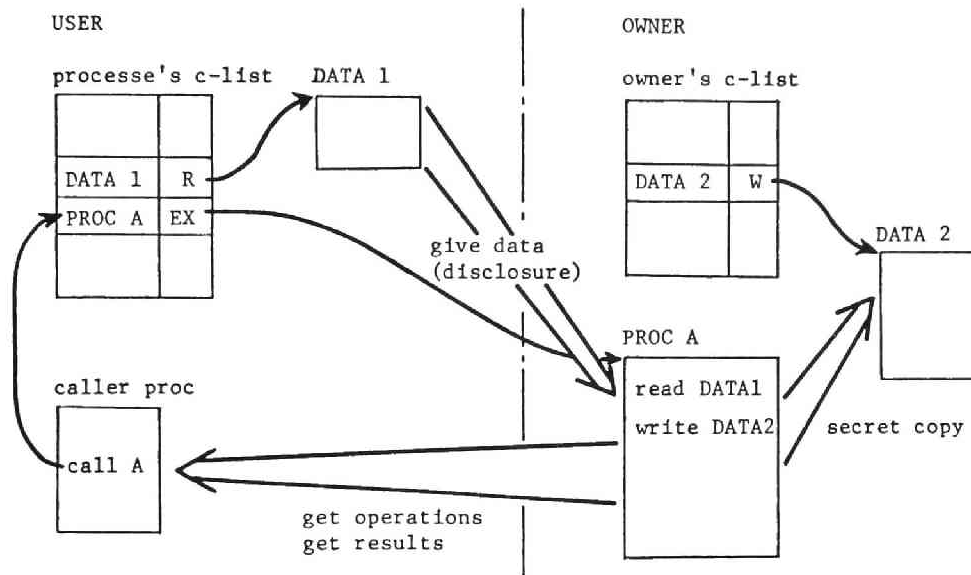 USER
OWNER
processe's c-list
DATA 1
owner's c-list
DATA 1 R
PROC A EX
DATA 2 W
DATA 2
give data
(disclosure)
PROC A
read DATA1
write DATA2
secret copy
caller proc
call A
get operations
get results